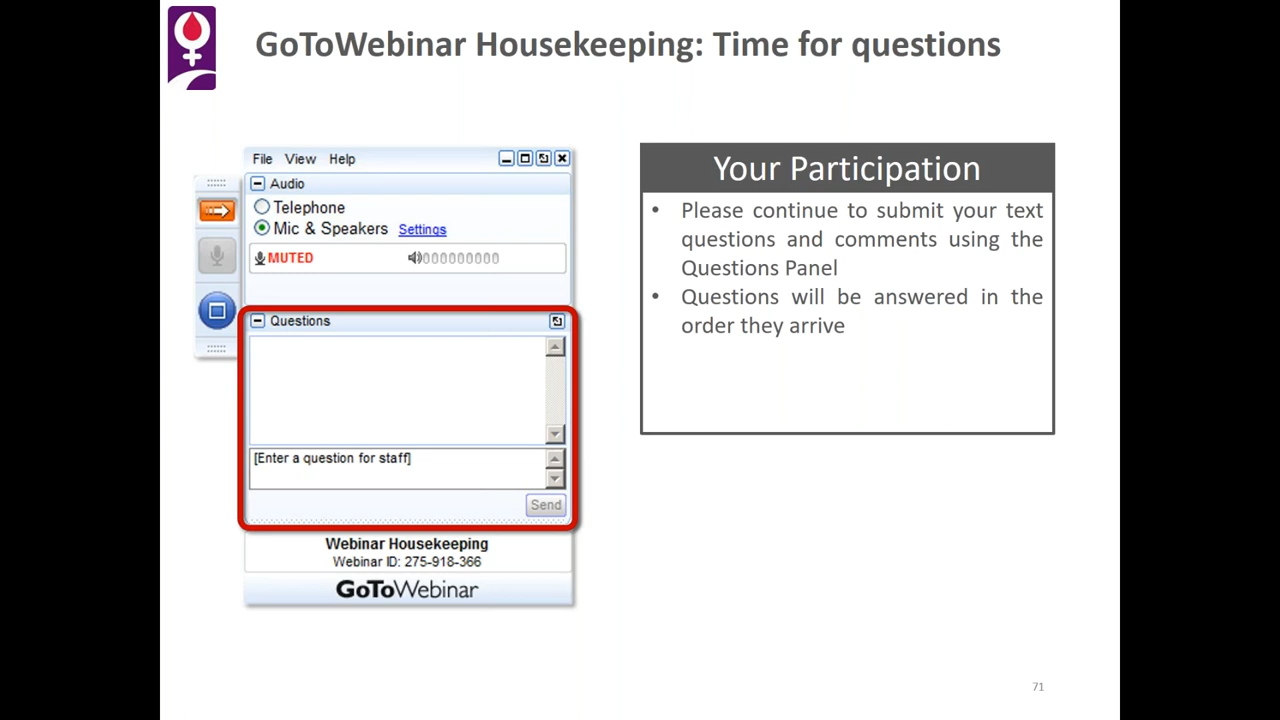 GoToWebinar Housekeeping: Time for questions
File View Help
Audio
Telephone
Mic & Speakers Settings
MUTED 000000000
Questions
[Enter a question for staff]
Send
Webinar Housekeeping
Webinar ID: 275-918-366
GoToWebinar
Your Participation
• Please continue to submit your text
questions and comments using the
Questions Panel
• Questions will be answered in the
order they arrive
71